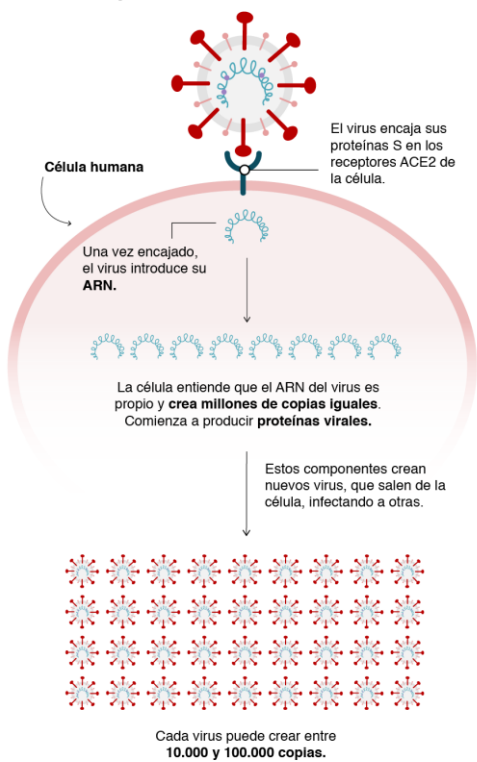 El virus encaja sus
proteínas S en los
receptores ACE2 de
la célula.
Célula humana
Una vez encajado,
el virus introduce su
ARN.
La célula entiende que el ARN del virus es
propio y crea millones de copias iguales.
Comienza a producir proteínas virales.
Estos componentes crean
nuevos virus, que salen de la
célula, infectando a otras.
Cada virus puede crear entre
10.000 y 100.000 copias.